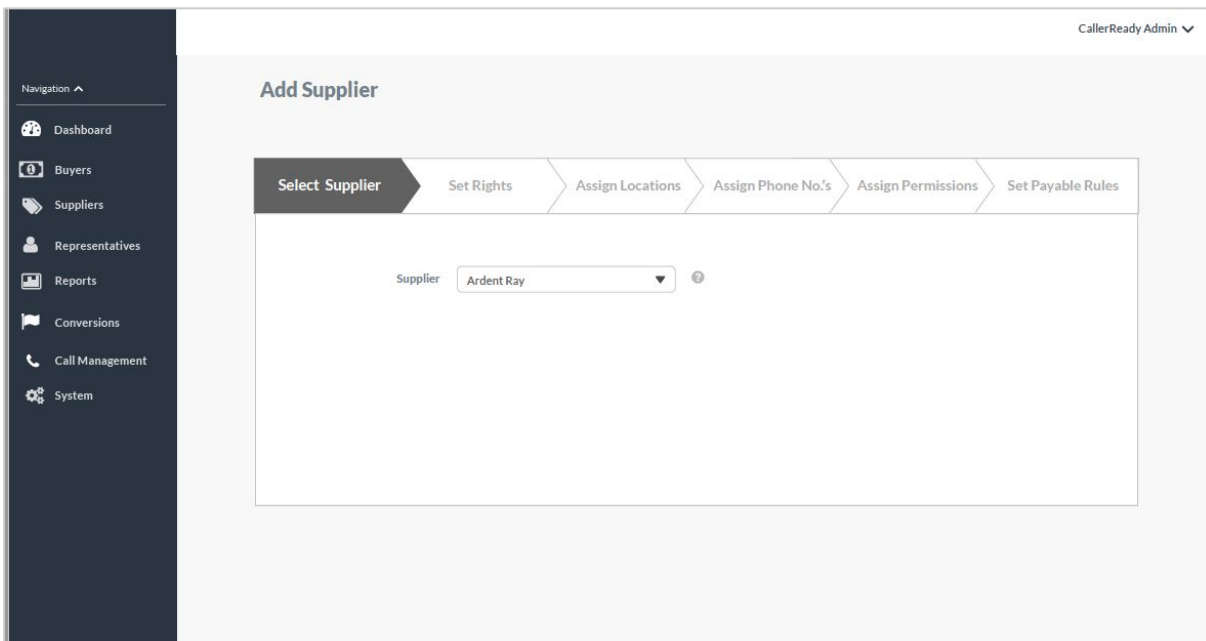 CallerReady Admin
Navigation
Add Supplier
Dashboard
Buyers
Suppliers
Representatives
Reports
Conversions
Call Management
System
Select Supplier
Set Rights
Assign Locations
Assign Phone No.'s
Assign Permissions
Set Payable Rules
Supplier
Ardent Ray
?